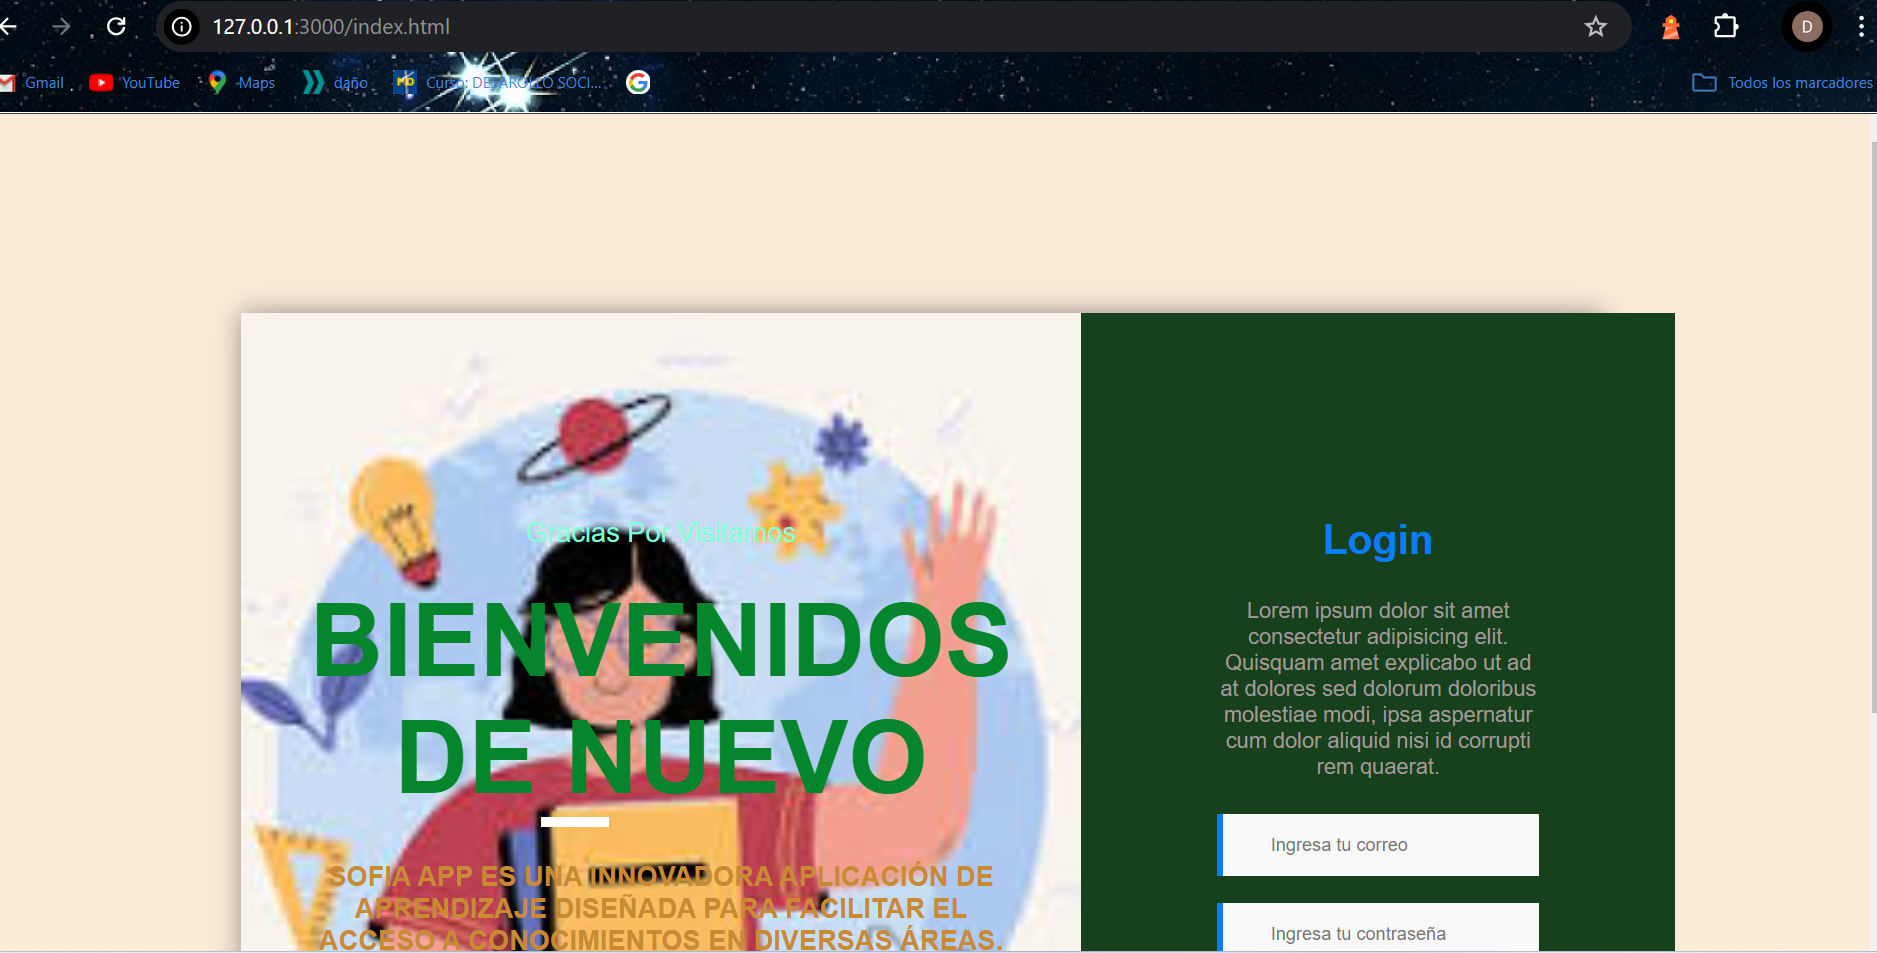 127.0.0.1:3000/index.html
D
Gmail
YouTube
Maps
daño
Curso: DESAROLLO SOCI...
Todos los marcadores
Gracias Por Visitarnos
BIENVENIDOS
DE NUEVO
SOFIA APP ES UNA INNOVADORA APLICACIÓN DE
APRENDIZAJE DISEÑADA PARA FACILITAR EL
ACCESO A CONOCIMIENTOS EN DIVERSAS ÁREAS.
Login
Lorem ipsum dolor sit amet
consectetur adipisicing elit.
Quisquam amet explicabo ut ad
at dolores sed dolorum doloribus
molestiae modi, ipsa aspernatur
cum dolor aliquid nisi id corrupti
rem quaerat.
Ingresa tu correo
Ingresa tu contraseña